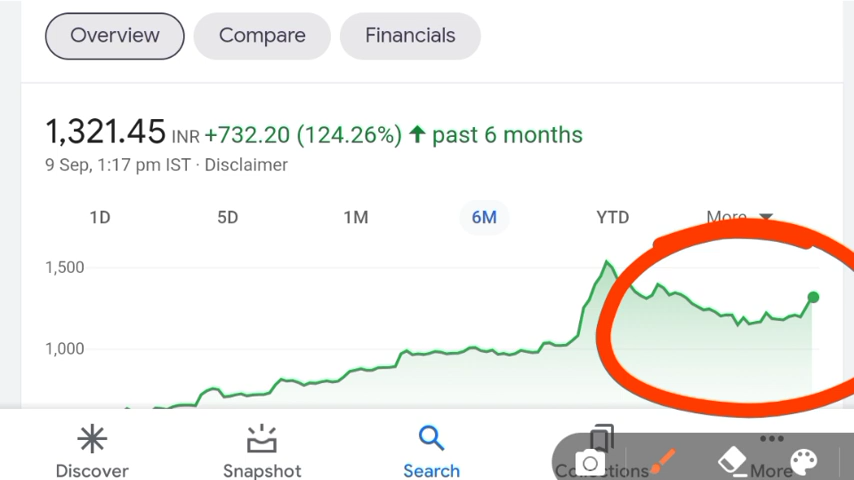 Overview Compare Financials
1,321.45 INR +732.20 (124.26%) ↑ past 6 months
9 Sep, 1:17 pm IST · Disclaimer
1D 5D 1M 6M YTD More
1,500
1,000
Discover Snapshot Search Collections More